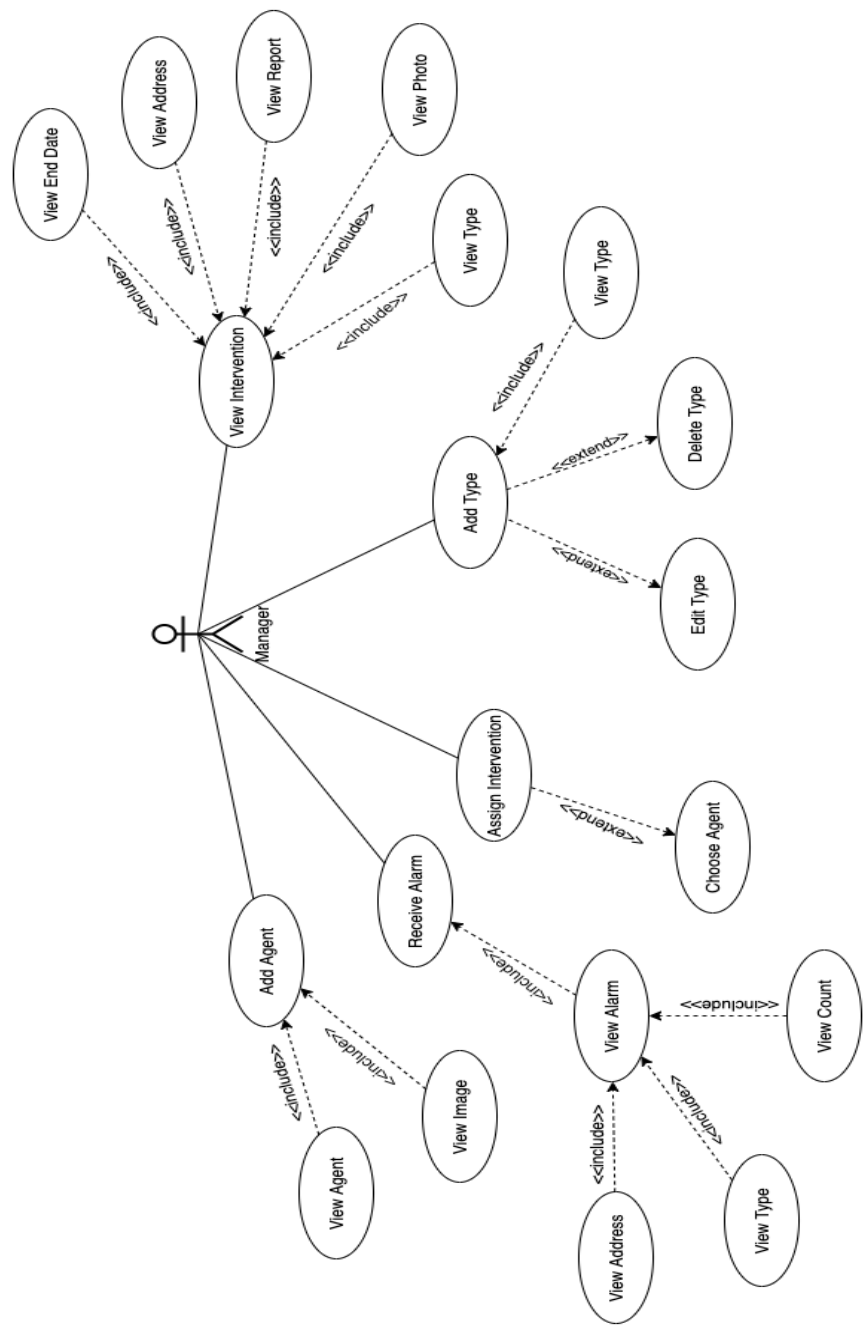 View End Date
<<include>>
View Address
<<include>>
View Report
<<include>>
View Intervention
Manager
Add Agent
<<include>>
View Agent
<<include>>
View Photo
<<include>>
<<include>>
Receive Alarm
View Image
Add Type
View Type
Assign Intervention
<<include>>
<<include>>
<<extend>>
<<extend>>
<<extend>>
View Type
<<include>>
View Address
View Alarm
Choose Agent
Edit Type
Delete Type
<<include>>
<<include>>
View Type
View Count